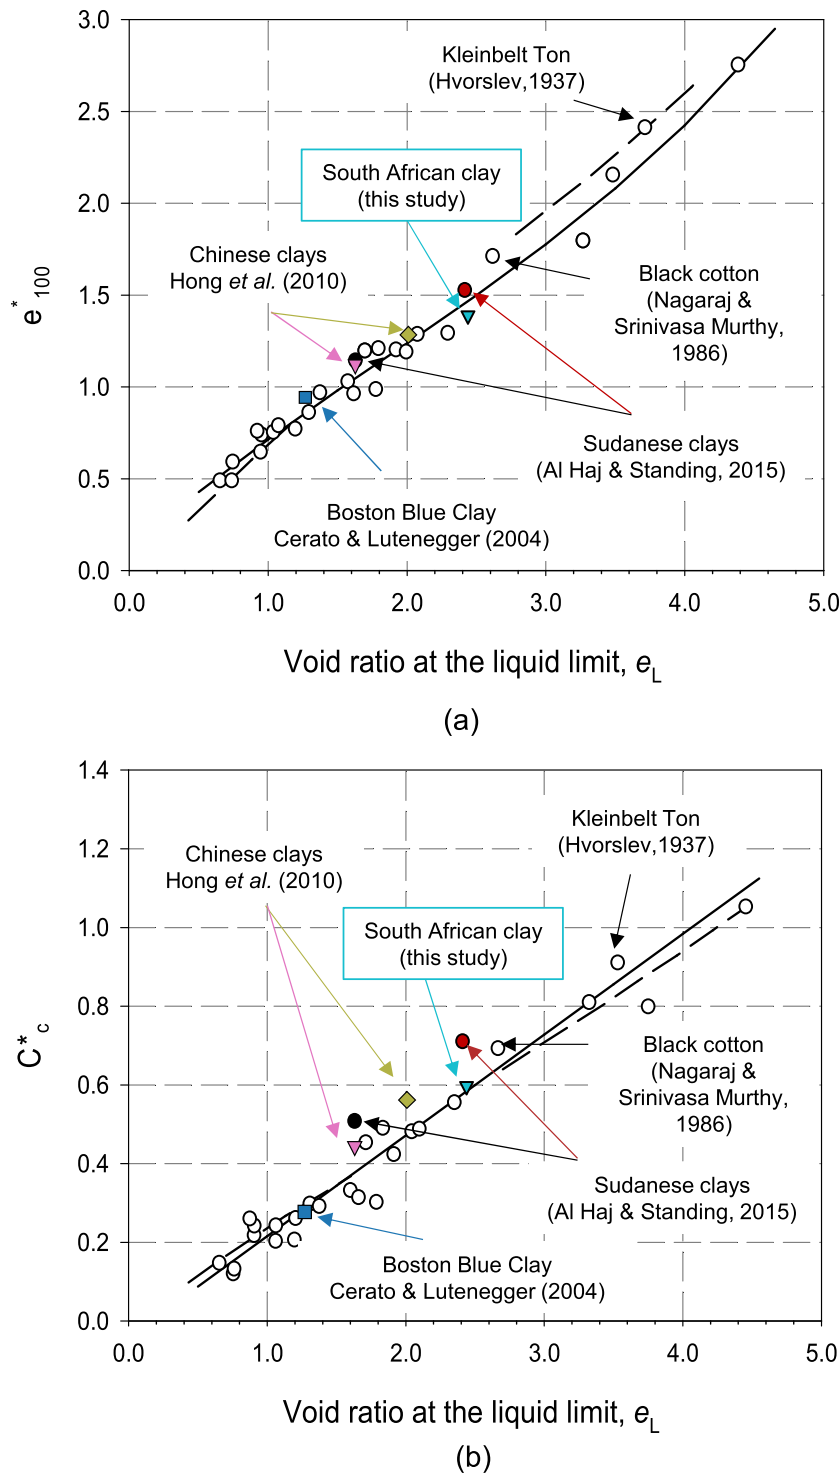 3.0
2.5
2.0
1.5
1.0
0.5
0.0
e*100
Kleinbelt Ton
(Hvorslev,1937)
South African clay
(this study)
Chinese clays
Hong et al. (2010)
Black cotton
(Nagaraj &
Srinivasa Murthy,
1986)
Sudanese clays
(Al Haj & Standing, 2015)
Boston Blue Clay
Cerato & Lutenegger (2004)
0.0 1.0 2.0 3.0 4.0 5.0
Void ratio at the liquid limit, eL
(a)
1.4
1.2
1.0
0.8
0.6
0.4
0.2
0.0
C*c
Kleinbelt Ton
(Hvorslev,1937)
Chinese clays
Hong et al. (2010)
South African clay
(this study)
Black cotton
(Nagaraj &
Srinivasa Murthy,
1986)
Sudanese clays
(Al Haj & Standing, 2015)
Boston Blue Clay
Cerato & Lutenegger (2004)
0.0 1.0 2.0 3.0 4.0 5.0
Void ratio at the liquid limit, eL
(b)